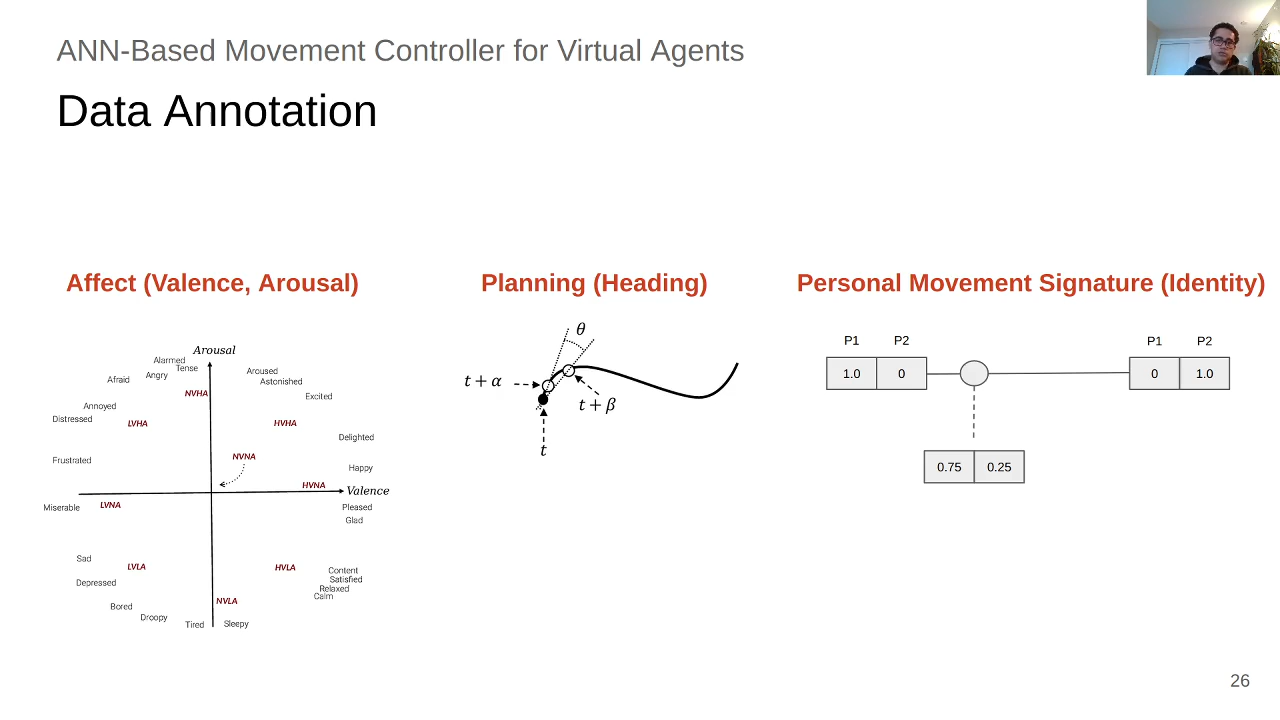 ANN-Based Movement Controller for Virtual Agents
Data Annotation
Affect (Valence, Arousal)
Arousal
Alarmed
Tense
Angry
Afraid
NVHA
Annoyed
Distressed
LVHA
Frustrated
Aroused
Astonished
Excited
HVHA
Delighted
NVNA
Happy
HVNA
Valence
Miserable
LVNA
Pleased
Glad
Sad
LVLA
Depressed
Bored
Droopy
Tired
NVLA
Sleepy
HVLA
Content
Satisfied
Relaxed
Calm
Planning (Heading)
θ
t + α
t + β
t
Personal Movement Signature (Identity)
P1 P2
1.0 0
P1 P2
0 1.0
0.75 0.25
26